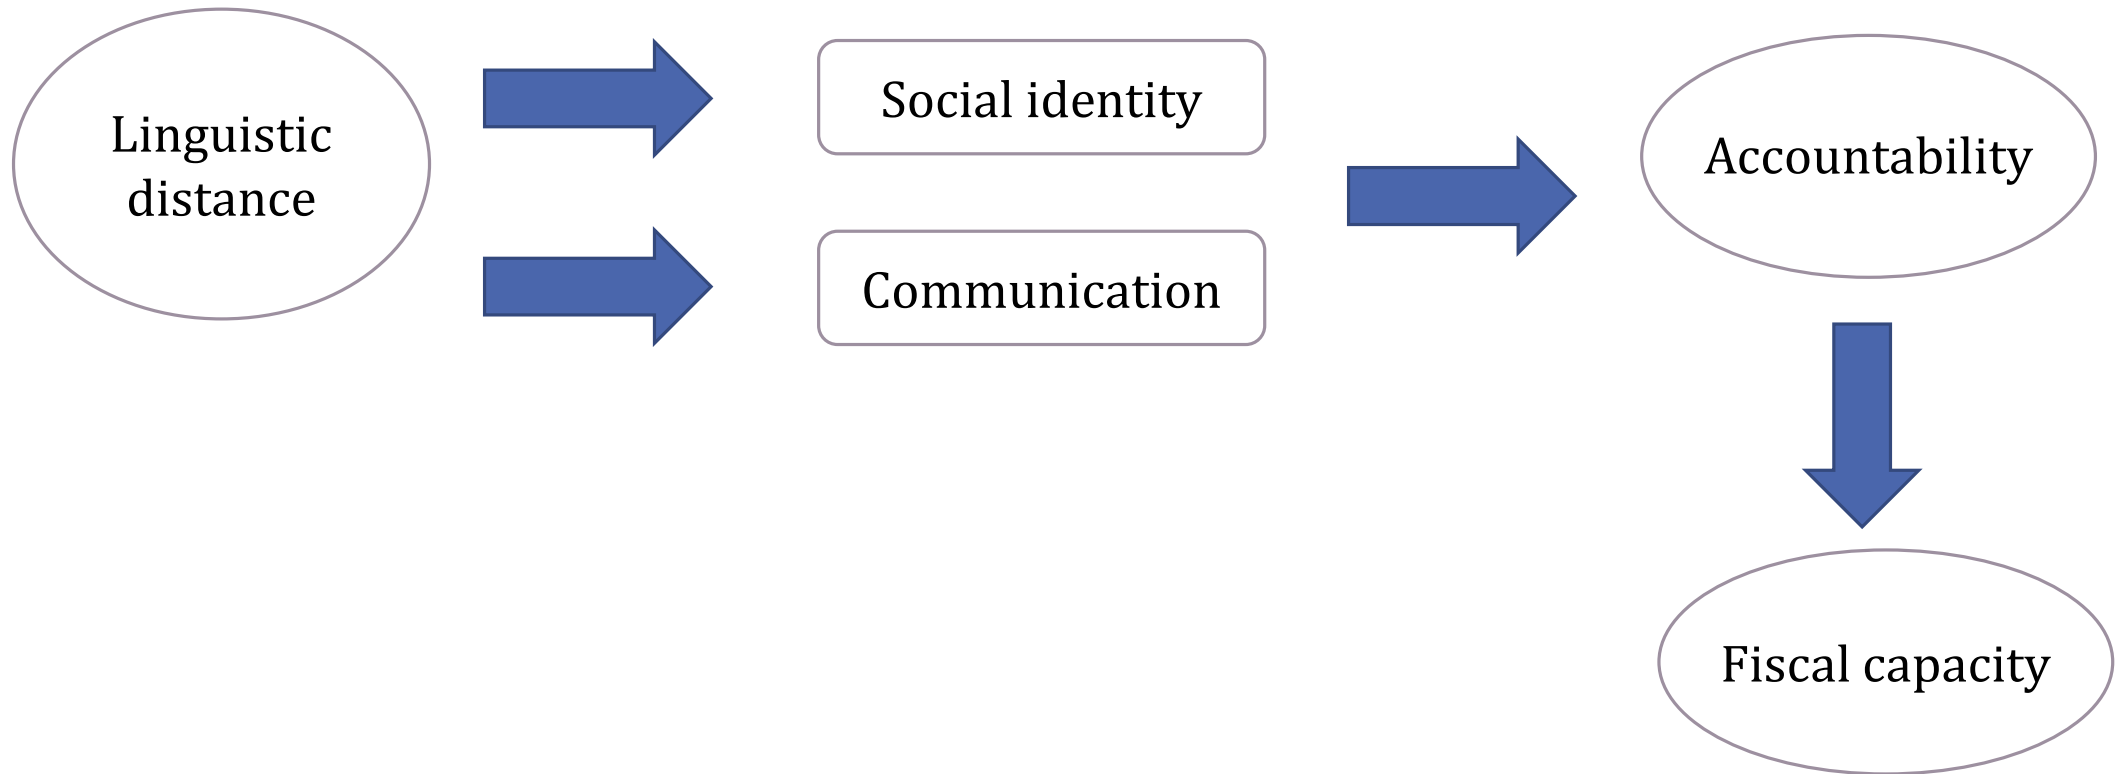 Linguistic
distance
Social identity
Communication
Accountability
Fiscal capacity